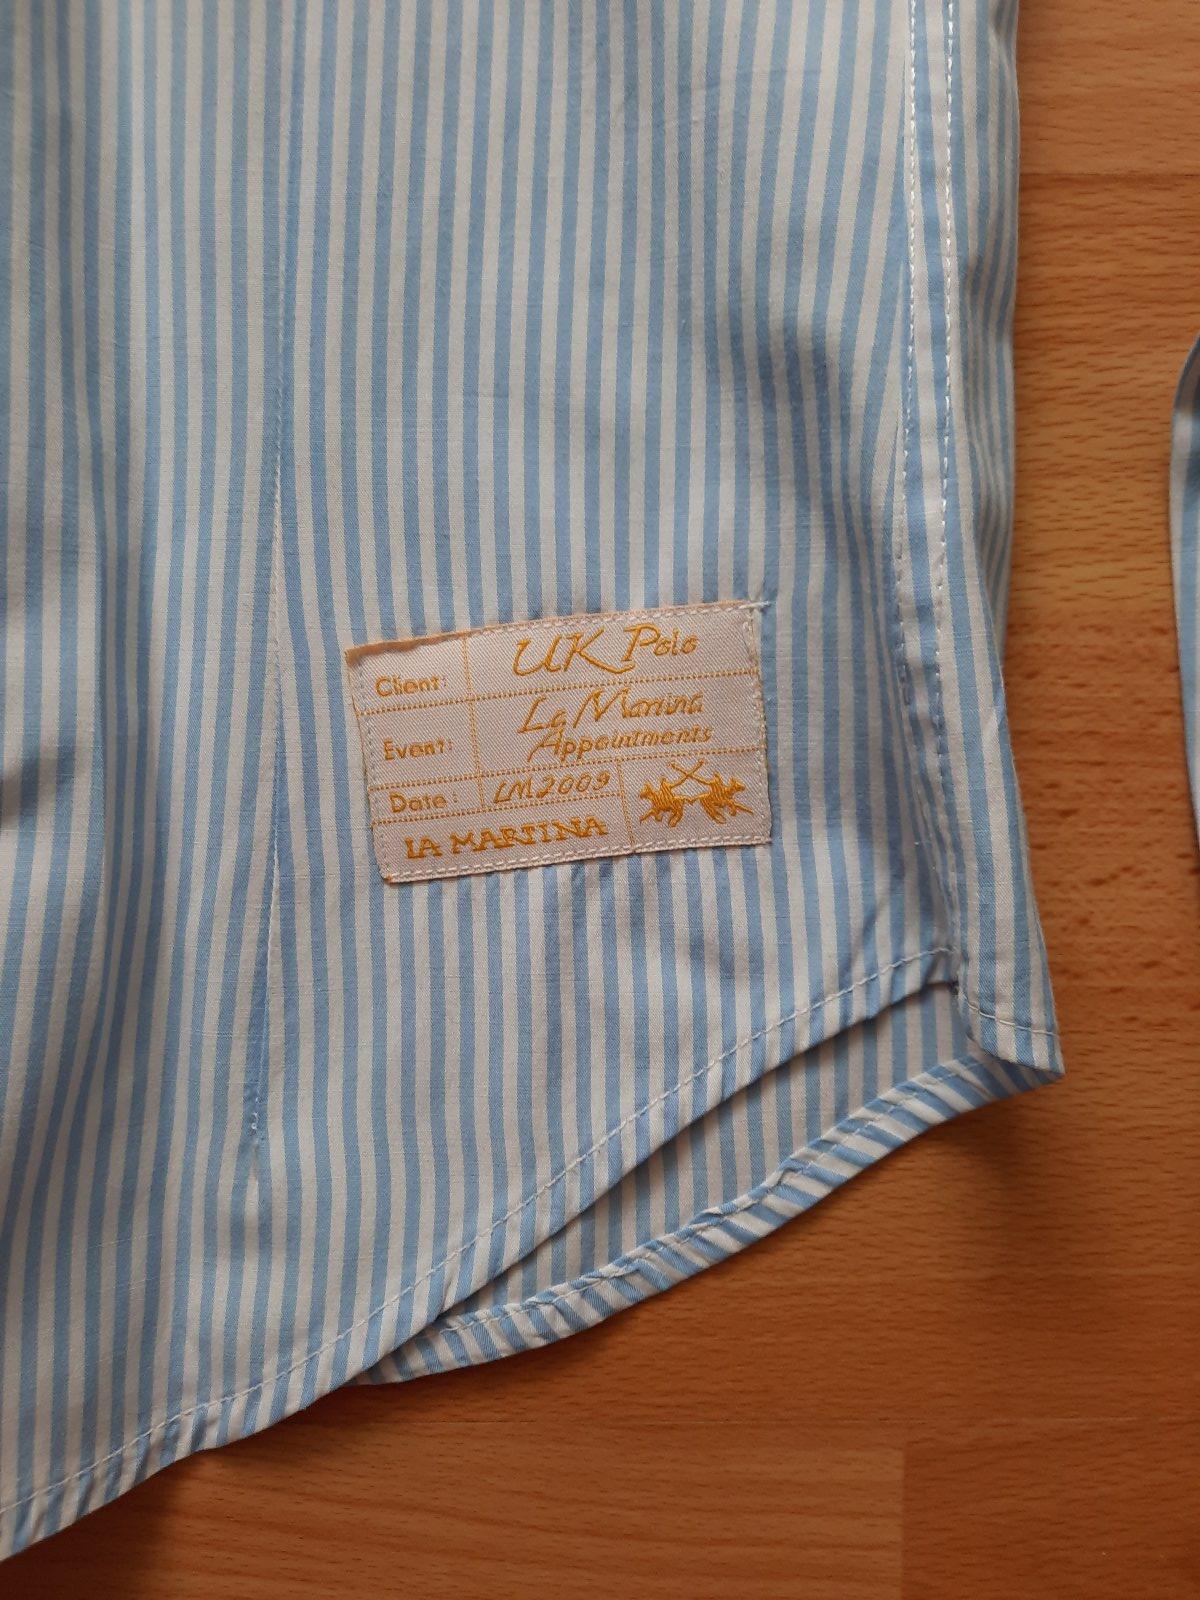 Client: UK Polo
Event: La Martina
Appointments
Date: LM2009
LA MARTINA